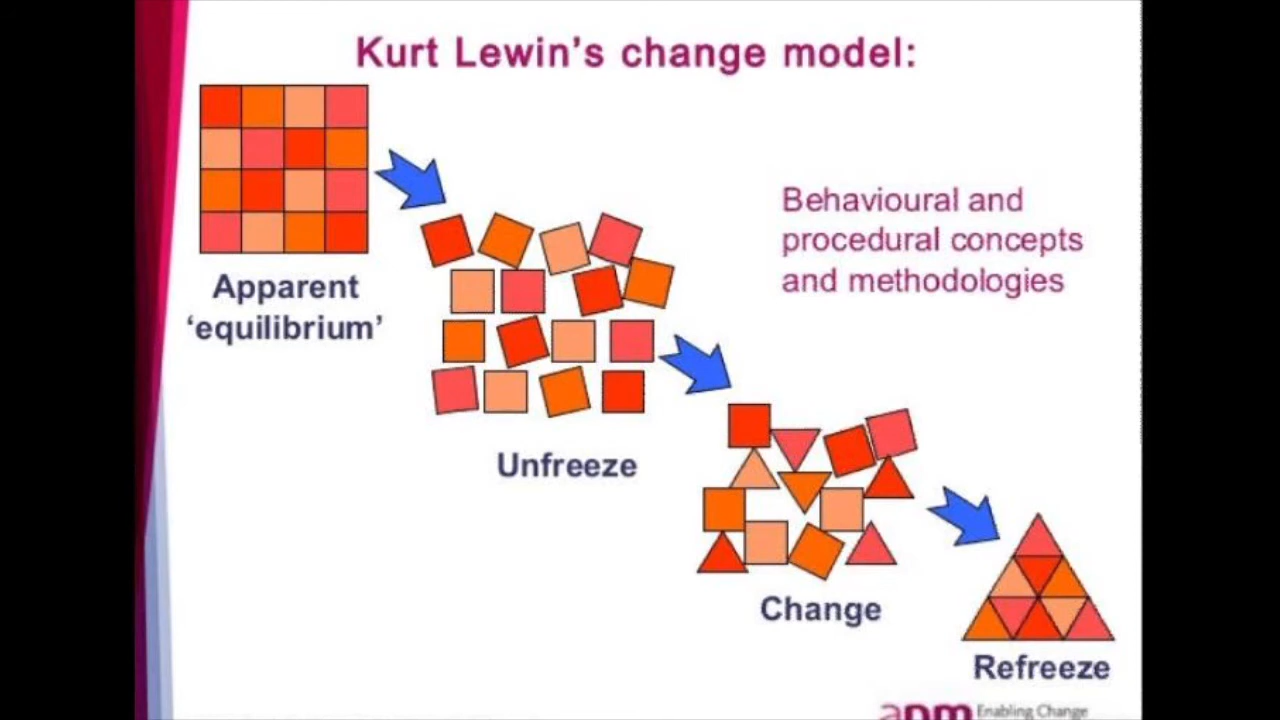 Kurt Lewin's change model:
Behavioural and
procedural concepts
and methodologies
Apparent
‘equilibrium’
Unfreeze
Change
Refreeze
apm Enabling Change